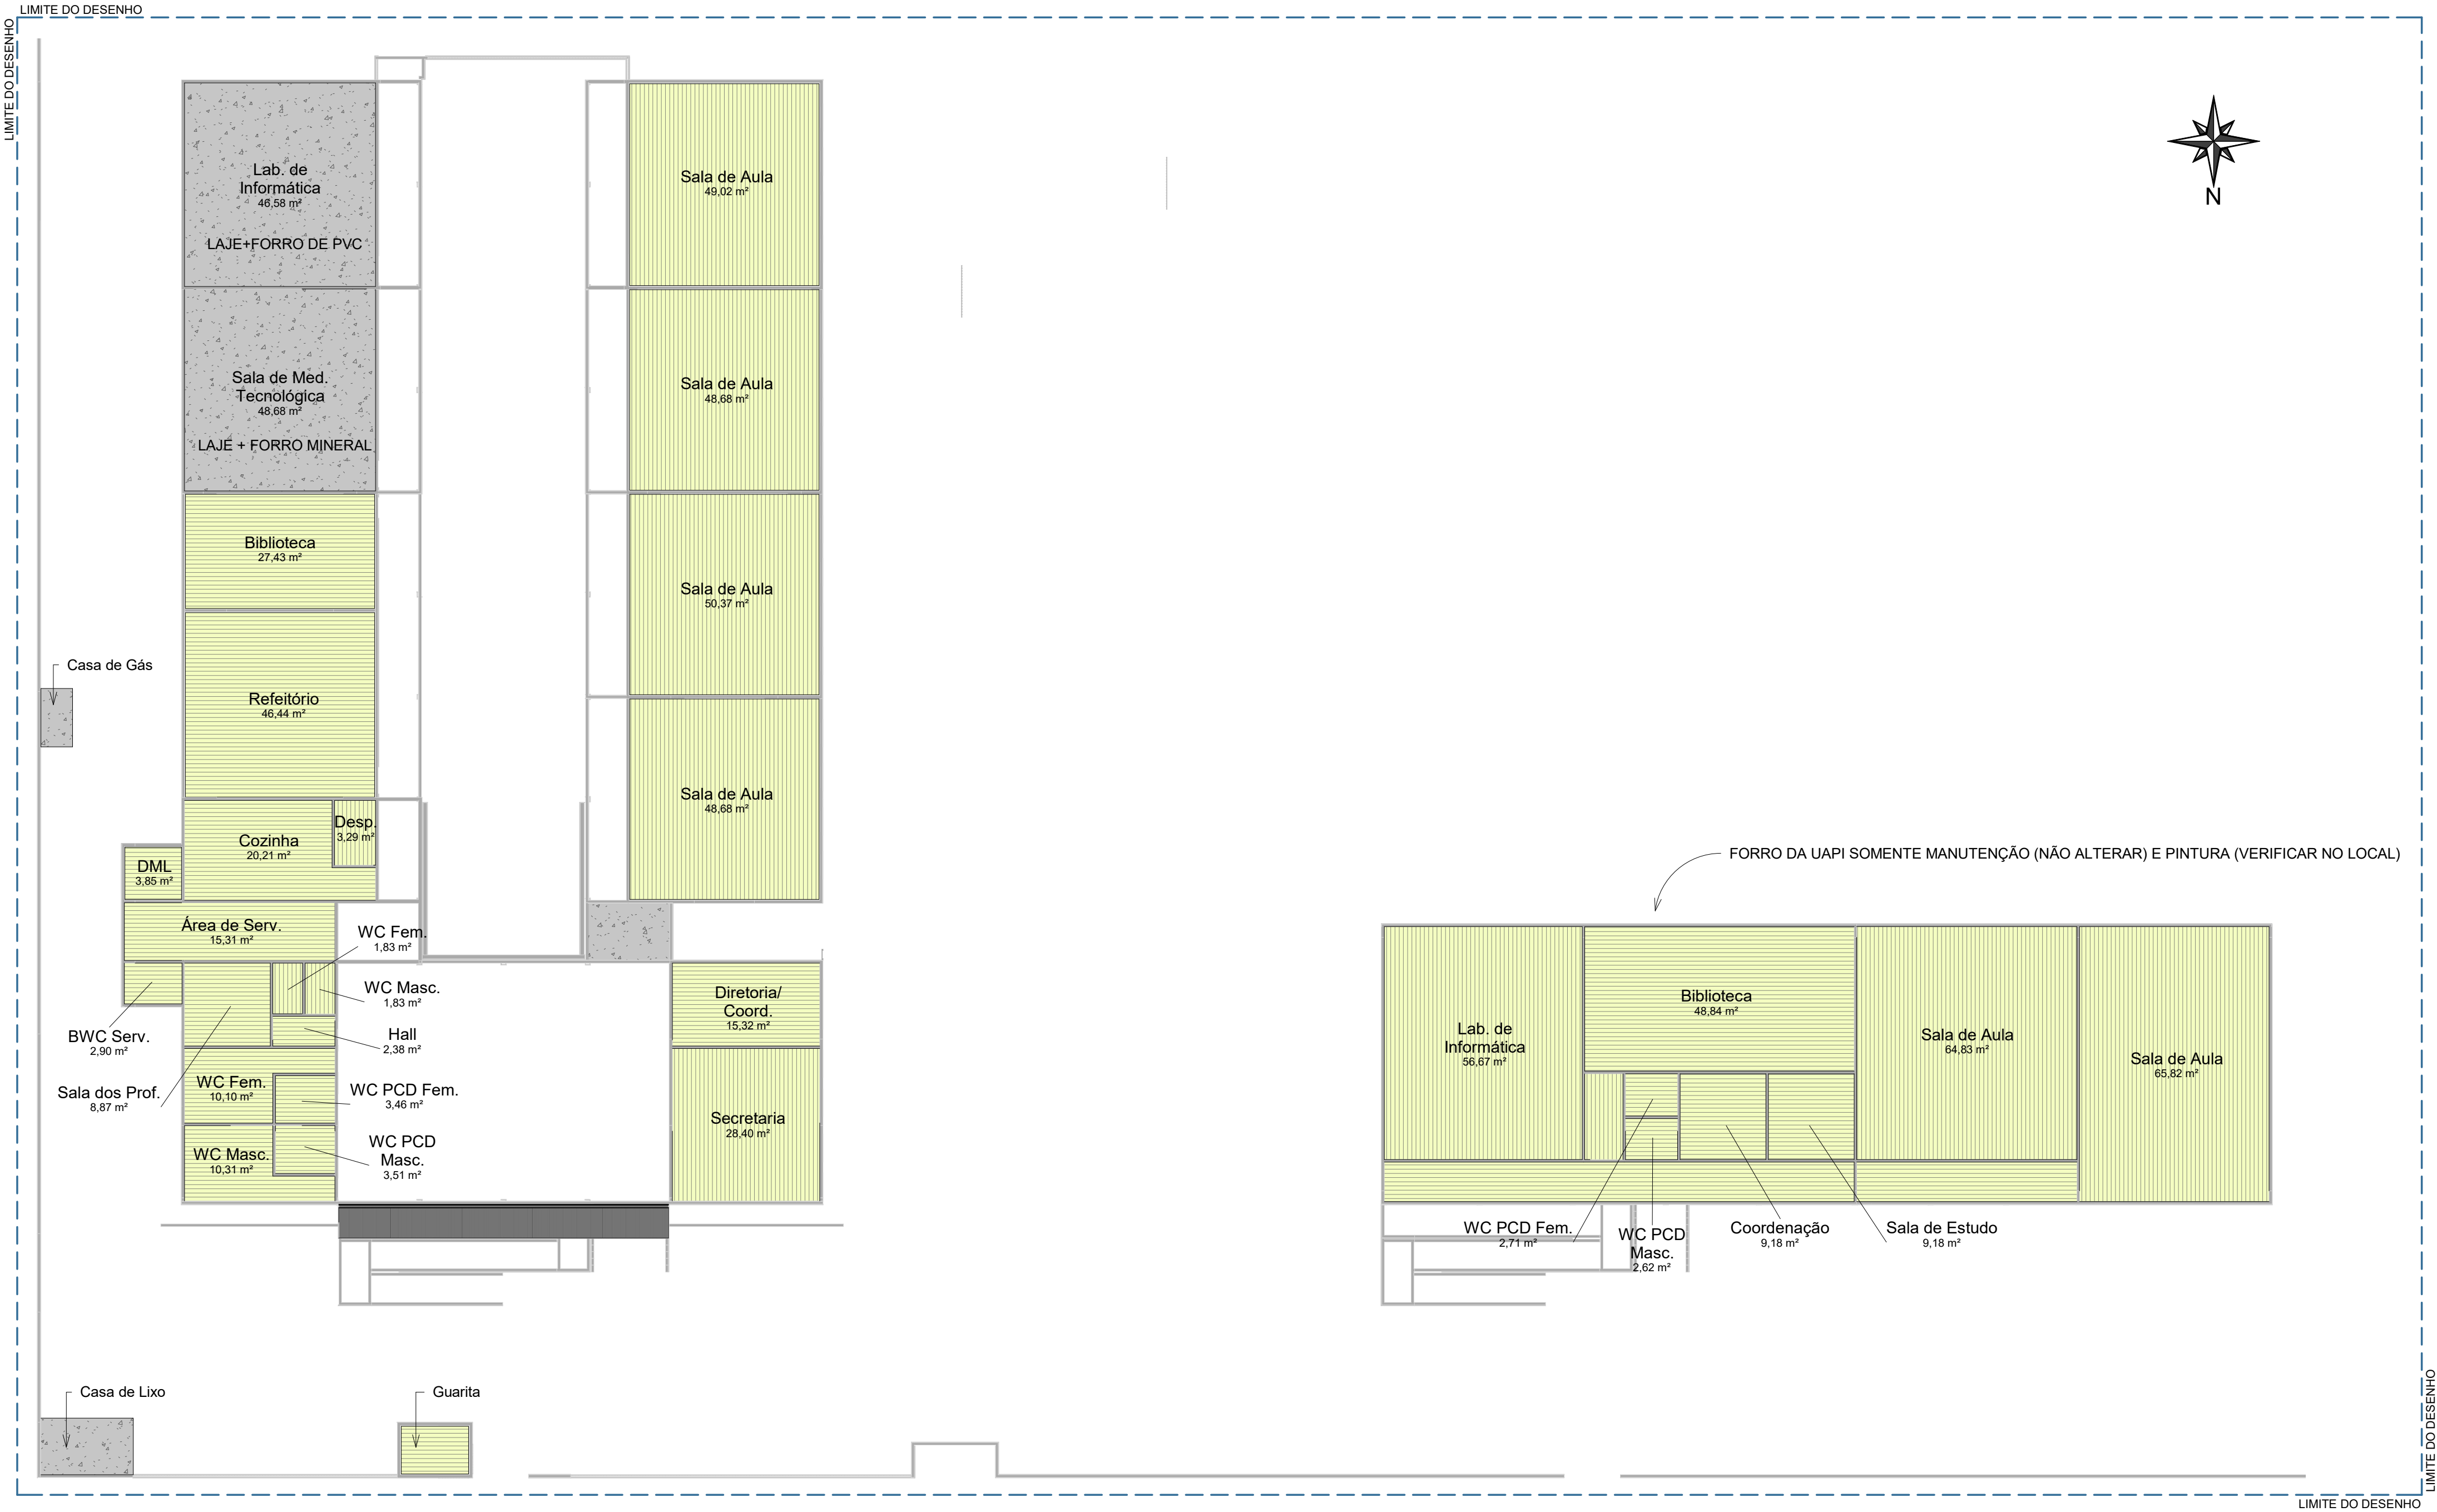 LIMITE DO DESENHO
LIMITE DO DESENHO
N
Lab. de
Informática
46,58 m²
LAJE+FORRO DE PVC
Sala de Aula
49,02 m²
Sala de Med.
Tecnológica
48,68 m²
LAJE + FORRO MINERAL
Sala de Aula
48,68 m²
Biblioteca
27,43 m²
Sala de Aula
50,37 m²
Casa de Gás
Refeitório
46,44 m²
Sala de Aula
48,68 m²
Desp.
3,29 m²
Cozinha
20,21 m²
DML
3,85 m²
Área de Serv.
15,31 m²
WC Fem.
1,83 m²
WC Masc.
1,83 m²
Hall
2,38 m²
BWC Serv.
2,90 m²
Sala dos Prof.
8,87 m²
WC Fem.
10,10 m²
WC PCD Fem.
3,46 m²
WC PCD
Masc.
3,51 m²
WC Masc.
10,31 m²
Diretoria/
Coord.
15,32 m²
Secretaria
28,40 m²
FORRO DA UAPI SOMENTE MANUTENÇÃO (NÃO ALTERAR) E PINTURA (VERIFICAR NO LOCAL)
Lab. de
Informática
56,67 m²
Biblioteca
48,84 m²
Sala de Aula
64,83 m²
Sala de Aula
65,82 m²
WC PCD Fem.
2,71 m²
WC PCD
Masc.
2,62 m²
Coordenação
9,18 m²
Sala de Estudo
9,18 m²
Casa de Lixo
Guarita
LIMITE DO DESENHO
LIMITE DO DESENHO